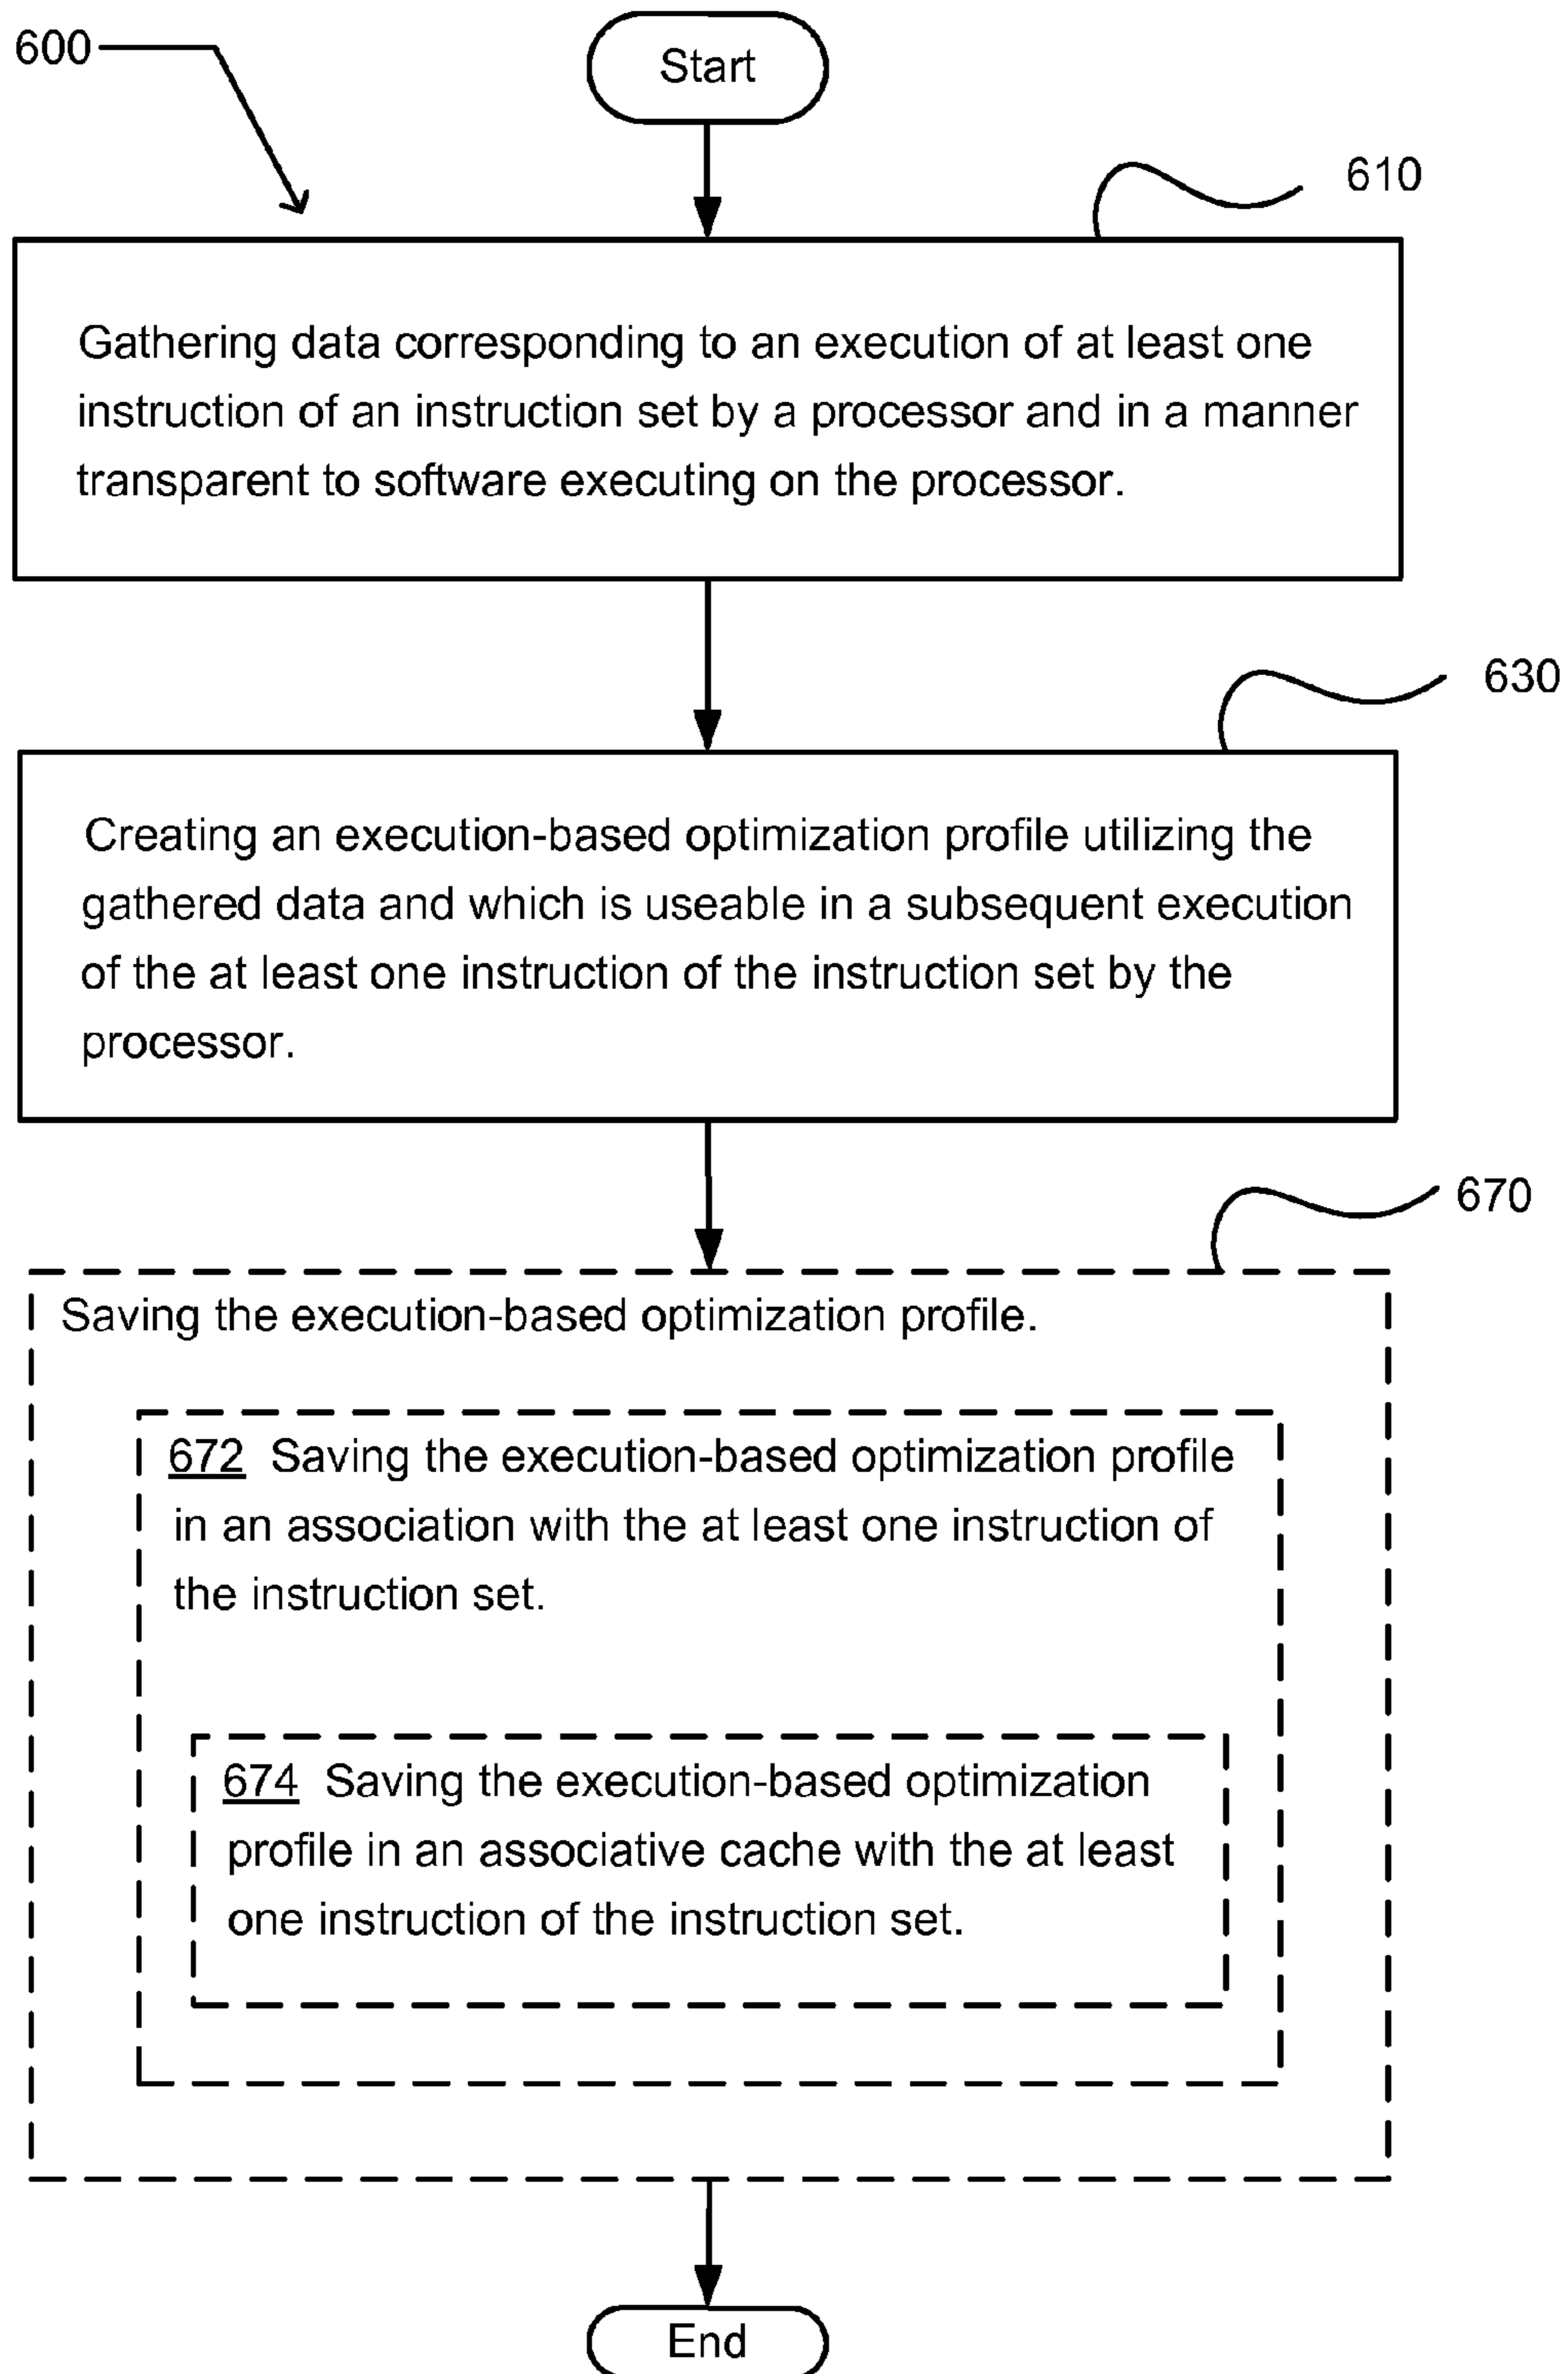 600
Start
610
Gathering data corresponding to an execution of at least one
instruction of an instruction set by a processor and in a manner
transparent to software executing on the processor.
630
Creating an execution-based optimization profile utilizing the
gathered data and which is useable in a subsequent execution
of the at least one instruction of the instruction set by the
processor.
670
Saving the execution-based optimization profile.
672 Saving the execution-based optimization profile
in an association with the at least one instruction of
the instruction set.
674 Saving the execution-based optimization
profile in an associative cache with the at least
one instruction of the instruction set.
End